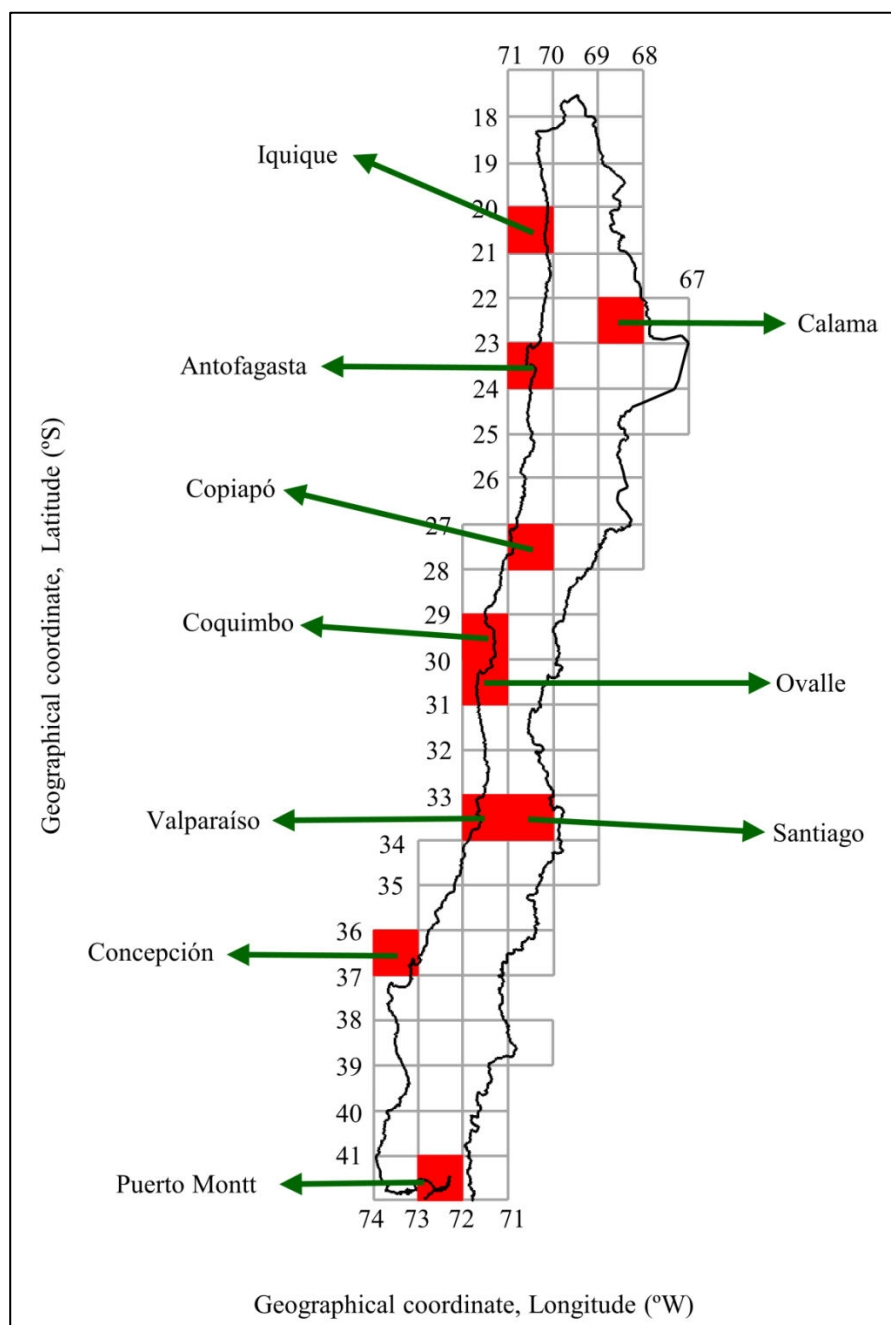 71 70 69 68
18
Iquique
19
20
21
22
67
Calama
23
Antofagasta
24
25
26
Copiapó
27
28
29
Coquimbo
30
Ovalle
31
32
33
Valparaíso
Santiago
34
35
36
Concepción
37
38
39
40
41
Puerto Montt
74 73 72 71
Geographical coordinate, Latitude (ºS)
Geographical coordinate, Longitude (ºW)